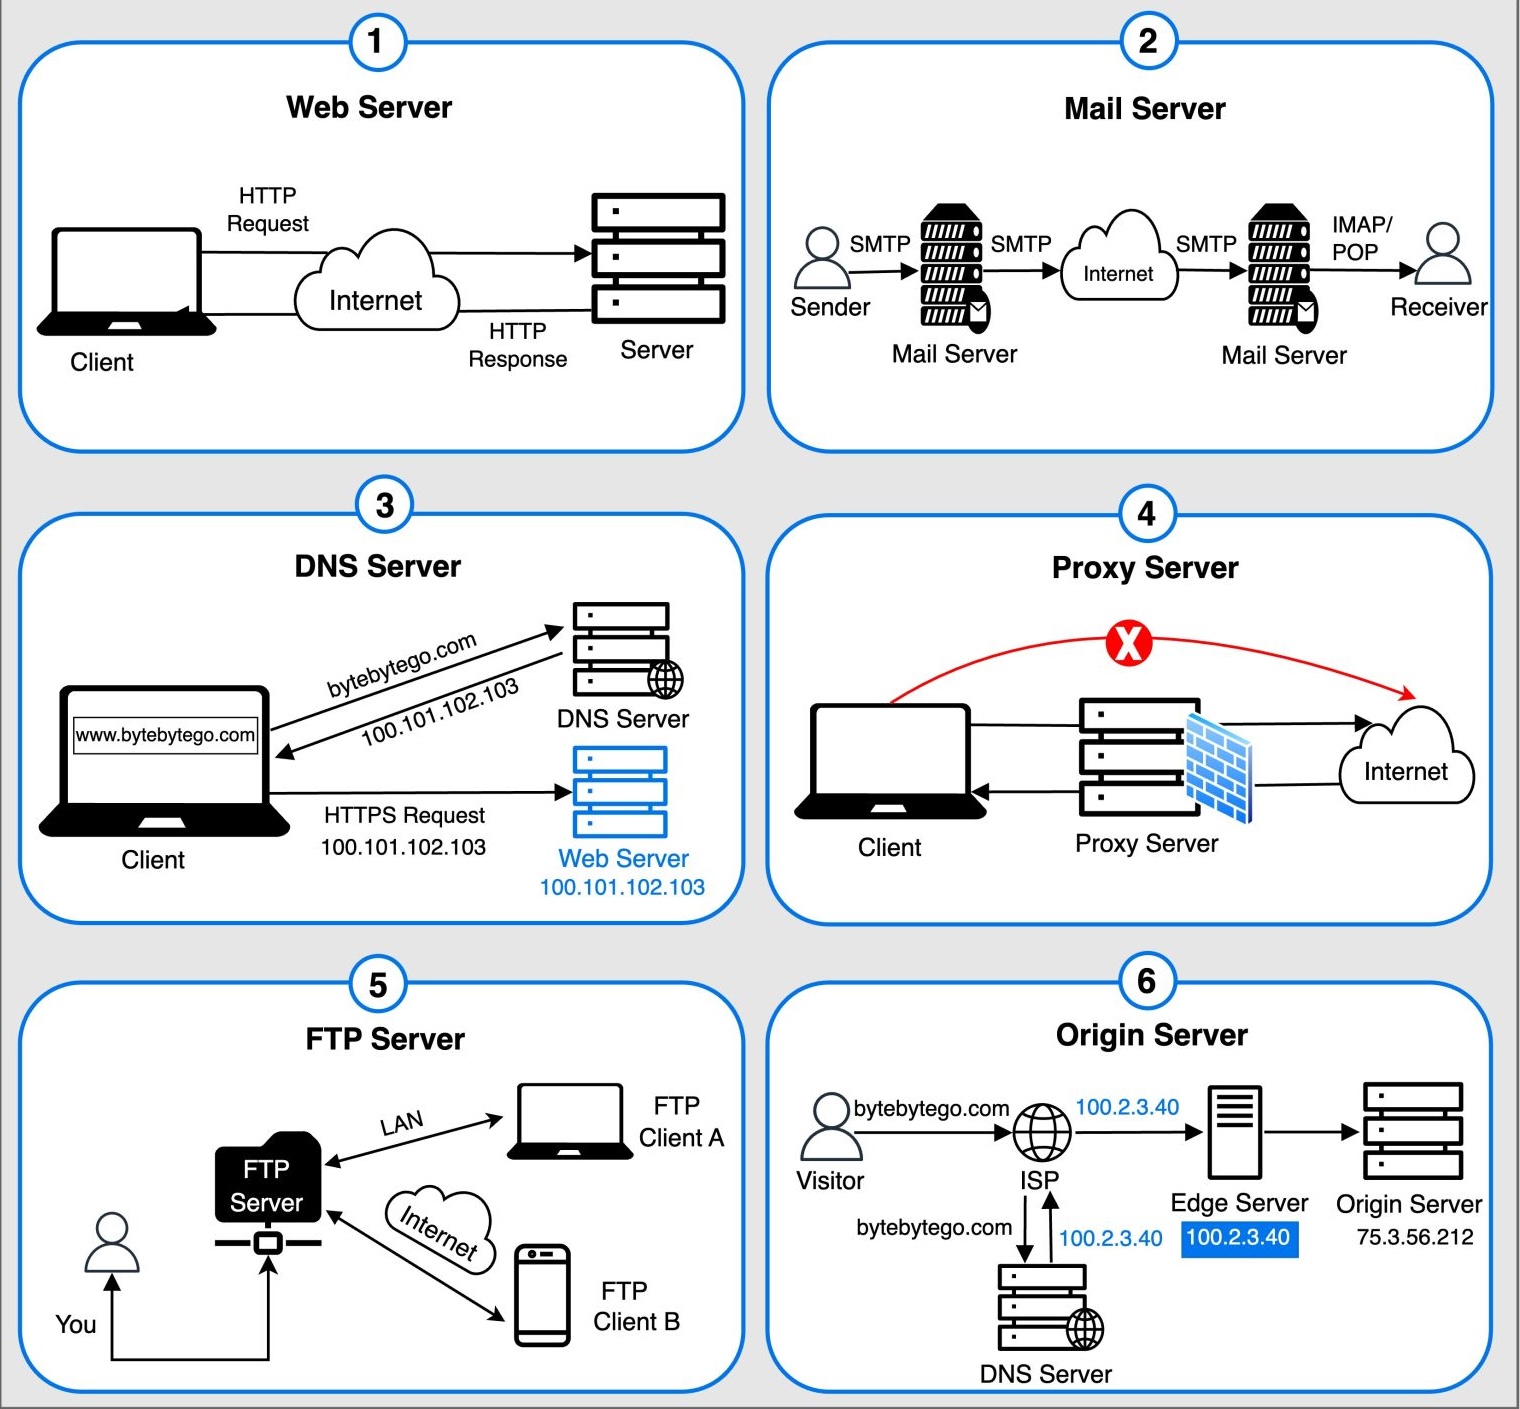 1
Web Server
HTTP
Request
Internet
HTTP
Response
Client
Server
2
Mail Server
SMTP
SMTP
SMTP
IMAP/
POP
Internet
Sender
Receiver
Mail Server
Mail Server
3
DNS Server
bytebytego.com
100.101.102.103
DNS Server
www.bytebytego.com
HTTPS Request
100.101.102.103
Client
Web Server
100.101.102.103
4
Proxy Server
X
Internet
Client
Proxy Server
5
FTP Server
LAN
FTP
Client A
FTP
Server
Internet
You
FTP
Client B
6
Origin Server
bytebytego.com
100.2.3.40
Visitor
ISP
Edge Server
100.2.3.40
Origin Server
75.3.56.212
bytebytego.com
100.2.3.40
DNS Server